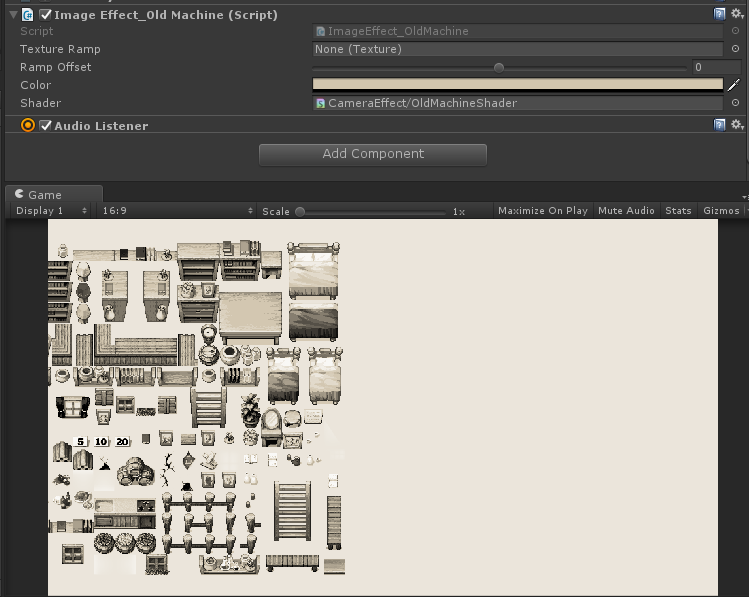 Image Effect_Old Machine (Script)
Script ImageEffect_OldMachine
Texture Ramp None (Texture)
Ramp Offset 0
Color
Shader CameraEffect/OldMachineShader
Audio Listener
Add Component
Game
Display 1 16:9 Scale 1x Maximize On Play Mute Audio Stats Gizmos
5 10 20